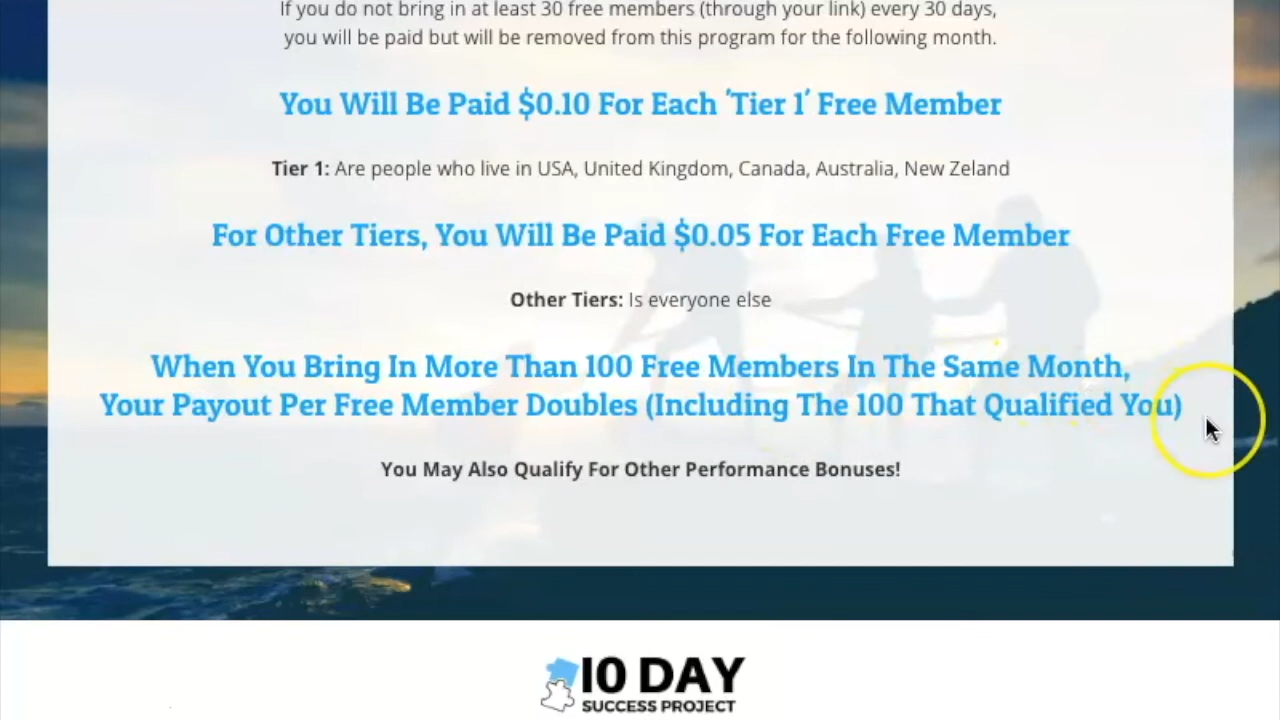 If you do not bring in at least 30 free members (through your link) every 30 days,
you will be paid but will be removed from this program for the following month.
You Will Be Paid $0.10 For Each 'Tier 1' Free Member
Tier 1: Are people who live in USA, United Kingdom, Canada, Australia, New Zeland
For Other Tiers, You Will Be Paid $0.05 For Each Free Member
Other Tiers: Is everyone else
When You Bring In More Than 100 Free Members In The Same Month,
Your Payout Per Free Member Doubles (Including The 100 That Qualified You)
You May Also Qualify For Other Performance Bonuses!
10 DAY
SUCCESS PROJECT